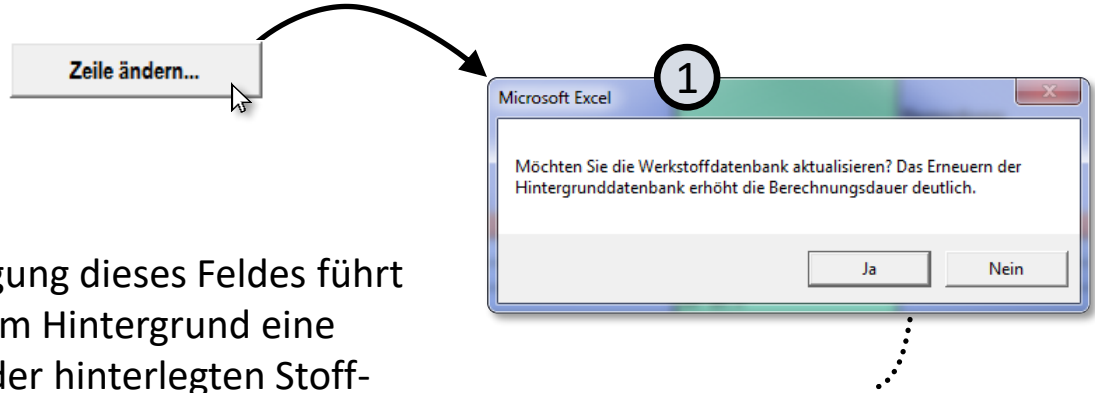 Zeile ändern...
1
Microsoft Excel
Möchten Sie die Werkstoffdatenbank aktualisieren? Das Erneuern der
Hintergrunddatenbank erhöht die Berechnungsdauer deutlich.
Ja Nein
gung dieses Feldes führt
m Hintergrund eine
der hinterlegten Stoff-